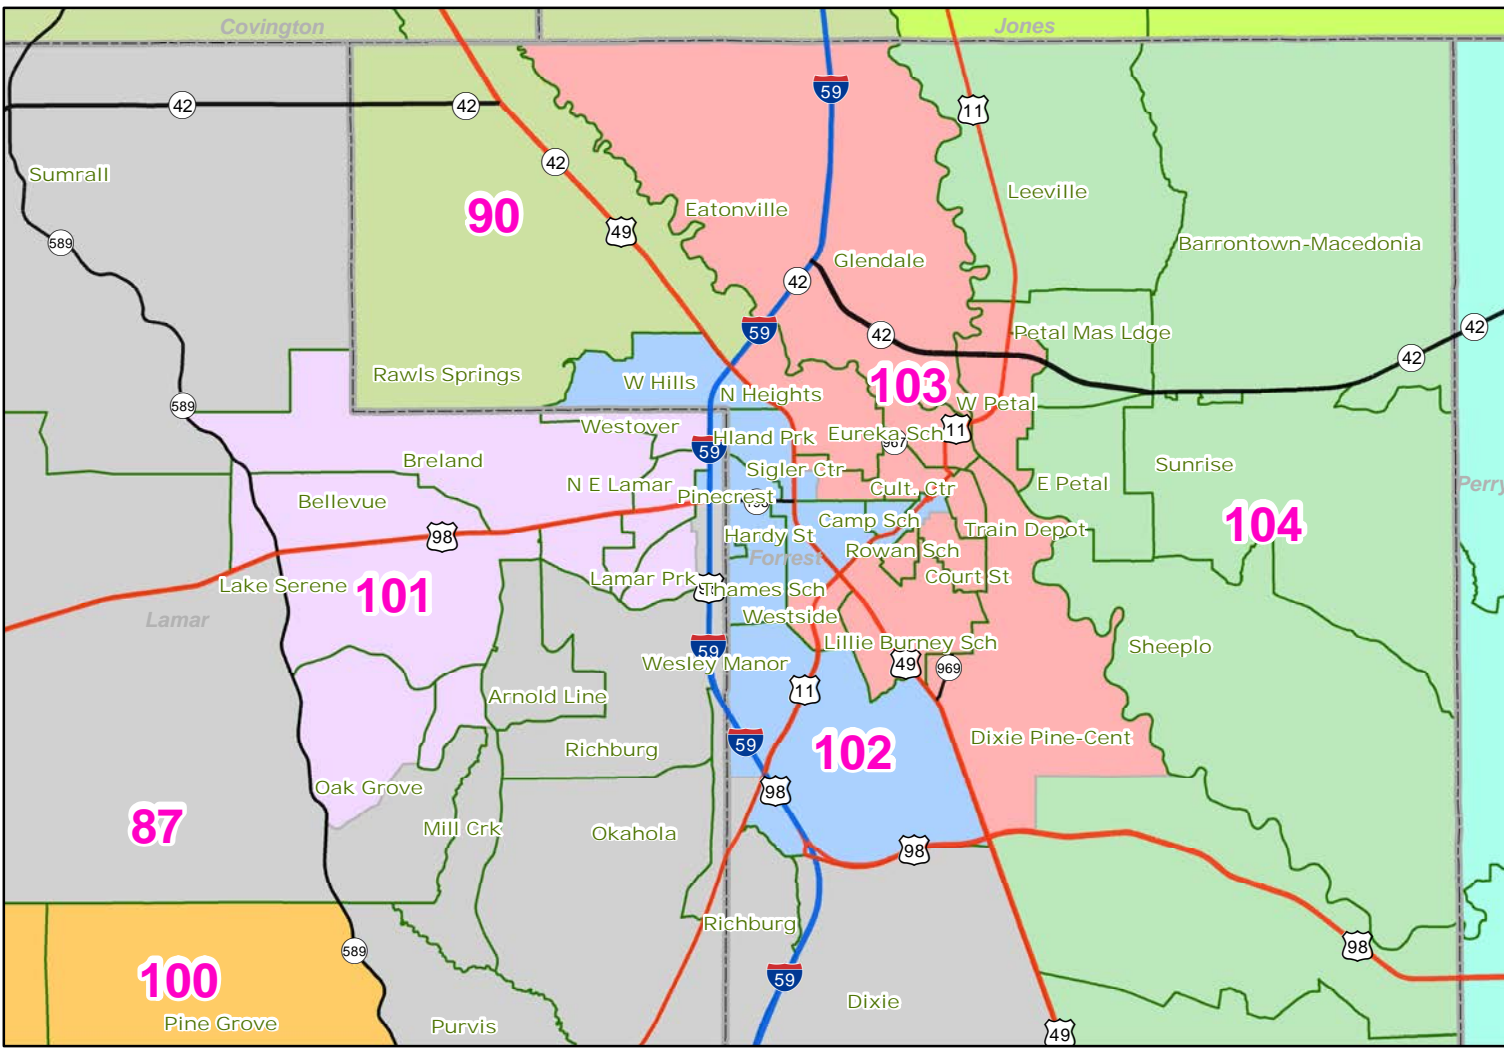 Covington
Jones
59
42
42
11
42
Sumrall
Leeville
Eatonville
90
49
589
Barrontown-Macedonia
Glendale
42
59
42
42
42
Petal Mas Ldge
Rawls Springs
W Hills
103
N Heights
W Petal
589
Westover
Hland Prk
Eureka Sch
11
967
59
Breland
Sigler Ctr
Sunrise
Bellevue
N E Lamar
Pinecrest
Cult. Ctr
E Petal
Perry
198
98
Camp Sch
104
Hardy St
Train Depot
Forrest
Rowan Sch
Lake Serene
101
Lamar Prk
98
Thames Sch
Court St
Lamar
Westside
59
Lillie Burney Sch
Sheeplo
Wesley Manor
49
969
Arnold Line
11
Richburg
59
102
Dixie Pine-Cent
Oak Grove
98
87
Mill Crk
Okahola
98
Richburg
98
589
100
59
Dixie
Pine Grove
Purvis
49